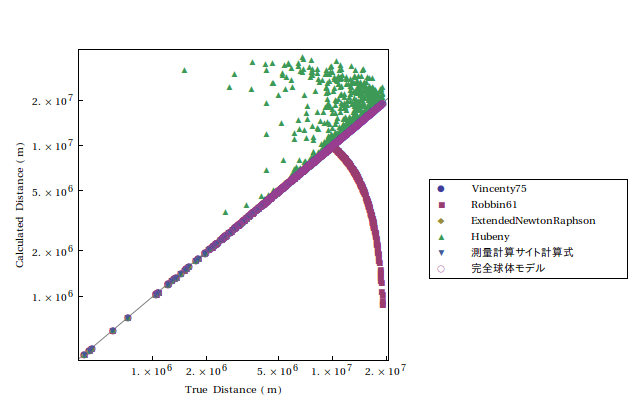 Calculated Distance (m)
2. × 10⁷
1. × 10⁷
5. × 10⁶
2. × 10⁶
1. × 10⁶
1. × 10⁶ 2. × 10⁶ 5. × 10⁶ 1. × 10⁷ 2. × 10⁷
True Distance (m)
Vincenty75
Robbin61
ExtendedNewtonRaphson
Hubeny
測量計算サイト計算式
完全球体モデル